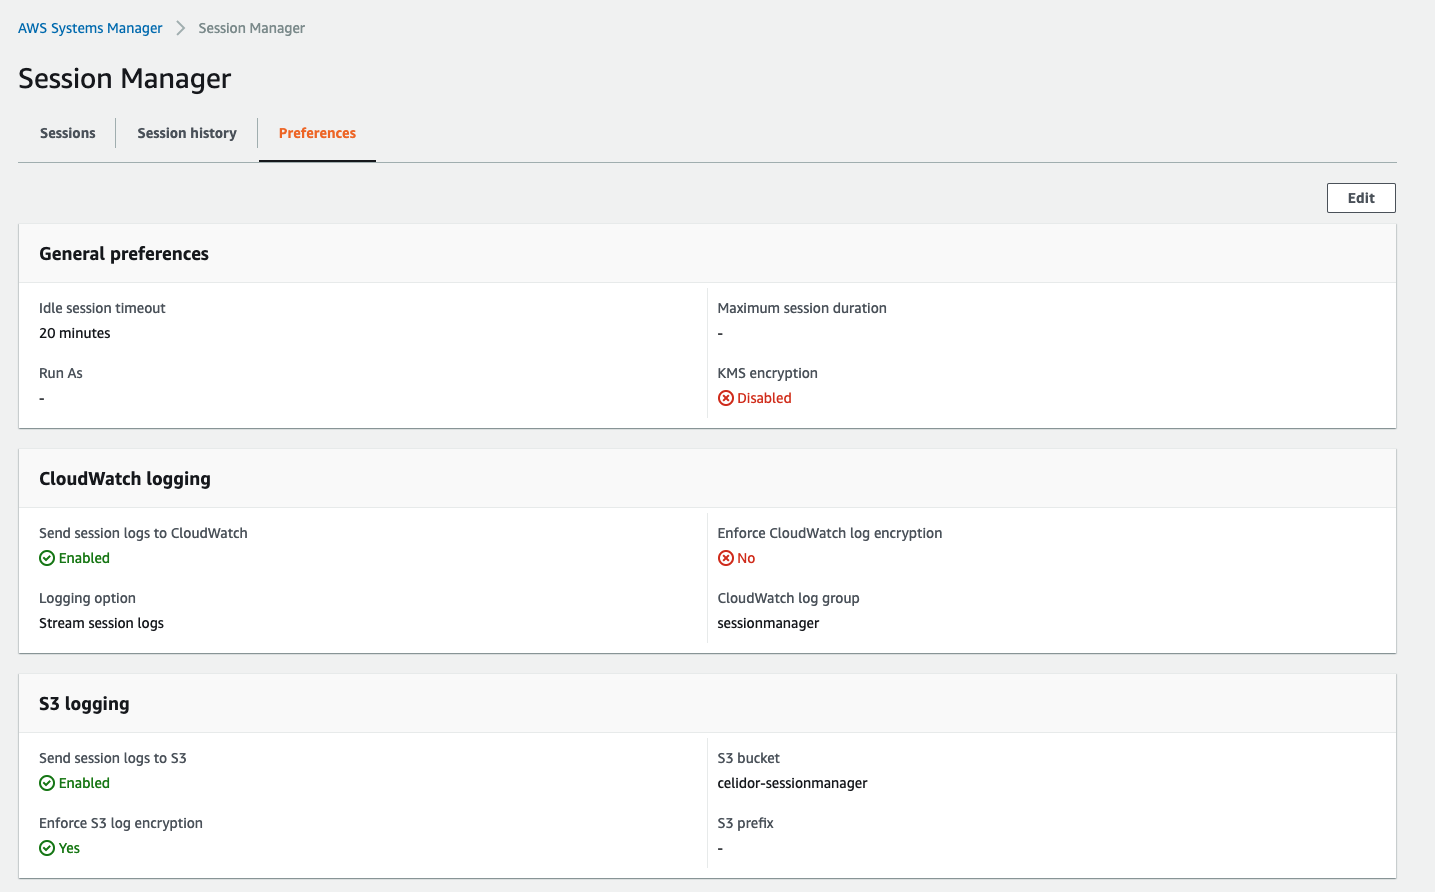 AWS Systems Manager > Session Manager
Session Manager
Sessions
Session history
Preferences
Edit
General preferences
Idle session timeout
20 minutes
Maximum session duration
-
Run As
-
KMS encryption
Disabled
CloudWatch logging
Send session logs to CloudWatch
Enabled
Enforce CloudWatch log encryption
No
Logging option
Stream session logs
CloudWatch log group
sessionmanager
S3 logging
Send session logs to S3
Enabled
S3 bucket
celidor-sessionmanager
Enforce S3 log encryption
Yes
S3 prefix
-